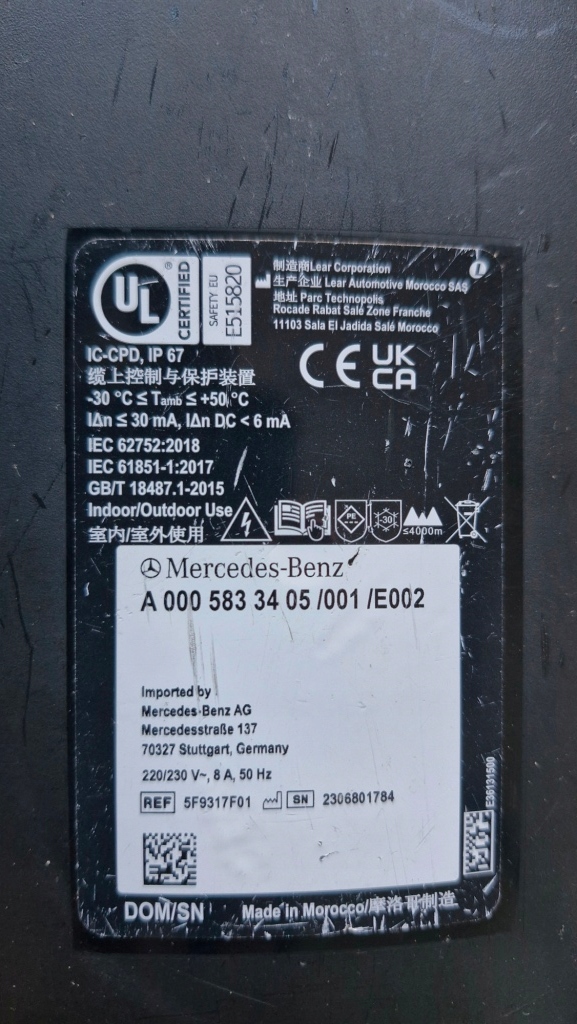 UL
®
CERTIFIED
SAFETY EU
E515820
制造商Lear Corporation
生产企业 Lear Automotive Morocco SAS
地址 Parc Technopolis
Rocade Rabat Salé Zone Franche
11103 Sala El Jadida Salé Morocco
L
IC-CPD, IP 67
缆上控制与保护装置
-30 °C ≤ Tamb ≤ +50 °C
IΔn ≤ 30 mA, IΔn DC < 6 mA
CE UK CA
IEC 62752:2018
IEC 61851-1:2017
GB/T 18487.1-2015
Indoor/Outdoor Use
室内/室外使用
PE
-30
≤4000m
Mercedes-Benz
A 000 583 34 05 /001 /E002
Imported by
Mercedes-Benz AG
Mercedesstraße 137
70327 Stuttgart, Germany
220/230 V~, 8 A, 50 Hz
REF 5F9317F01 SN 2306801784
E36131500
DOM/SN Made in Morocco/摩洛哥制造